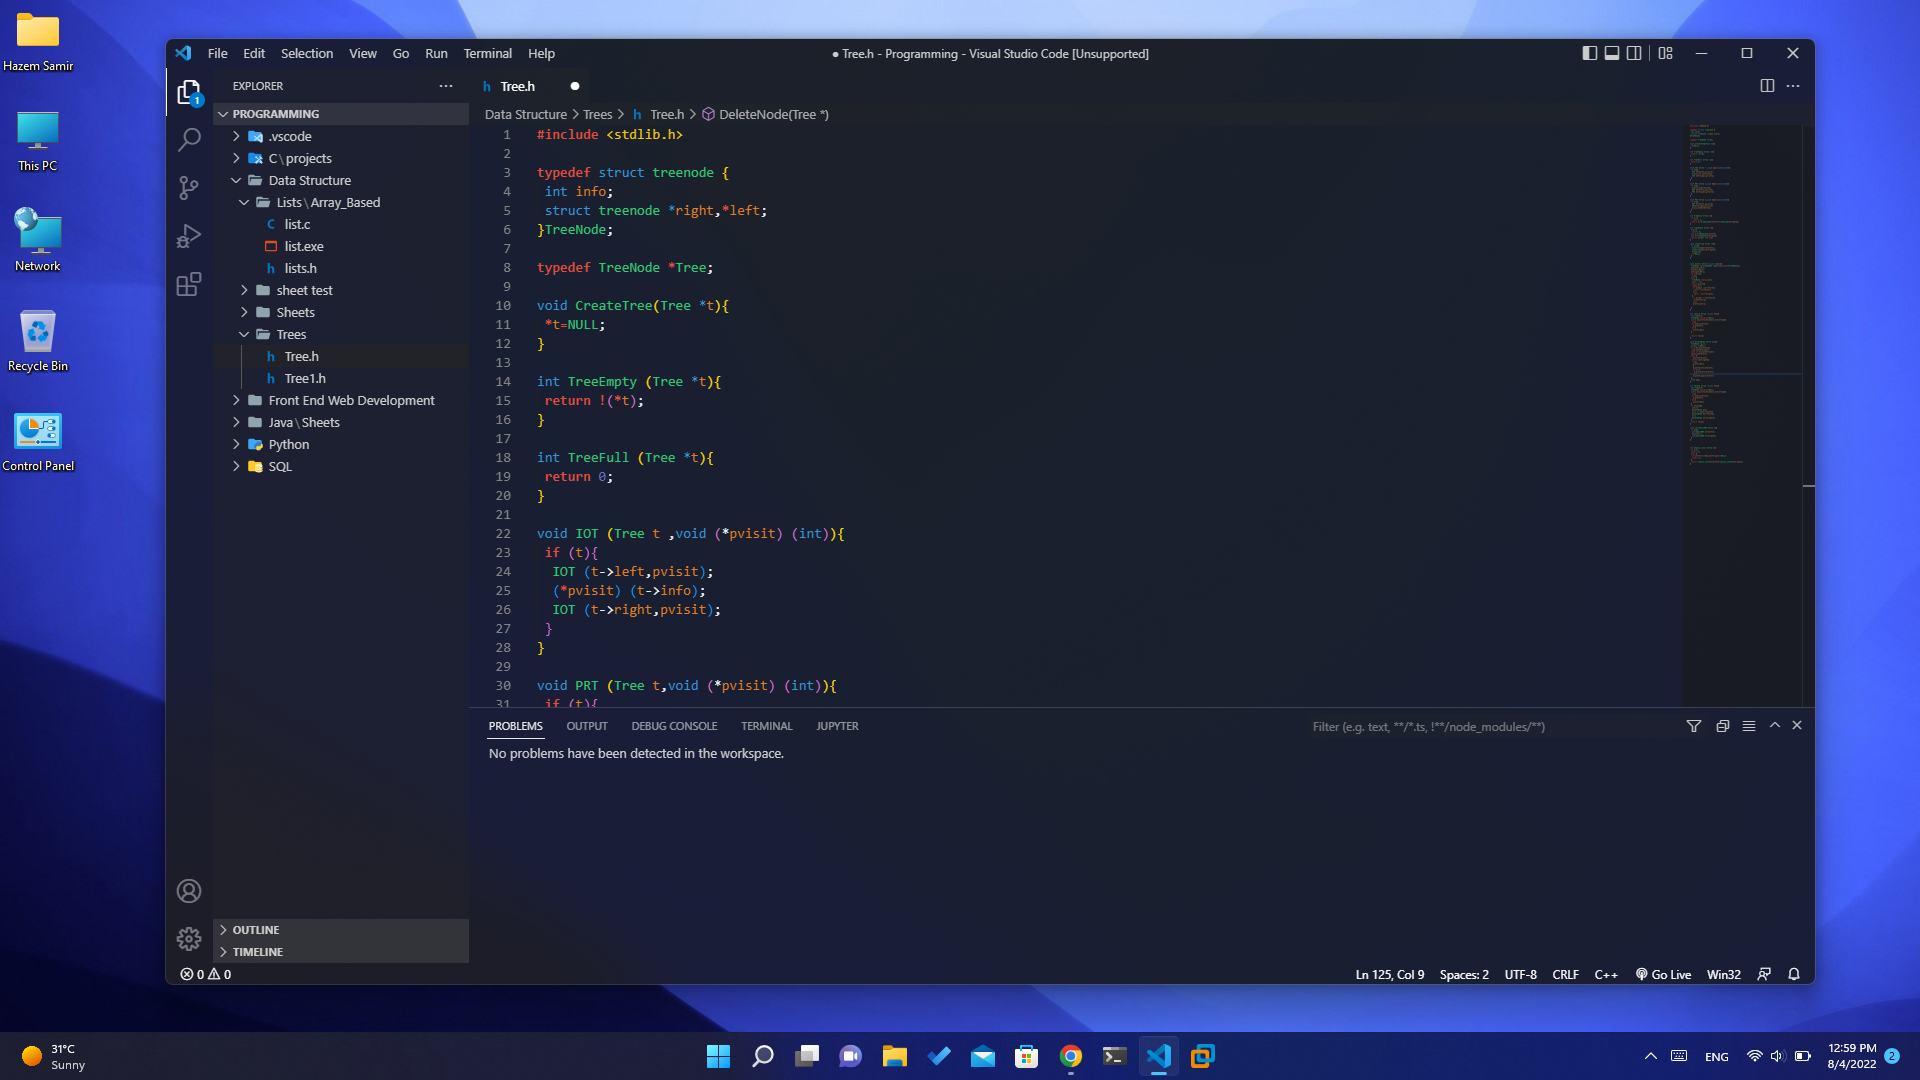 Hazem Samir
This PC
Network
Recycle Bin
Control Panel
File Edit Selection View Go Run Terminal Help
● Tree.h - Programming - Visual Studio Code [Unsupported]
1
EXPLORER
PROGRAMMING
.vscode
C\projects
Data Structure
Lists\Array_Based
C list.c
list.exe
h lists.h
sheet test
Sheets
Trees
h Tree.h
h Tree1.h
Front End Web Development
Java\Sheets
Python
SQL
OUTLINE
TIMELINE
h Tree.h
Data Structure > Trees > h Tree.h > DeleteNode(Tree *)
1 #include <stdlib.h>
2
3 typedef struct treenode {
4 int info;
5 struct treenode *right,*left;
6 }TreeNode;
7
8 typedef TreeNode *Tree;
9
10 void CreateTree(Tree *t){
11 *t=NULL;
12 }
13
14 int TreeEmpty (Tree *t){
15 return !(*t);
16 }
17
18 int TreeFull (Tree *t){
19 return 0;
20 }
21
22 void IOT (Tree t ,void (*pvisit) (int)){
23 if (t){
24 IOT (t->left,pvisit);
25 (*pvisit) (t->info);
26 IOT (t->right,pvisit);
27 }
28 }
29
30 void PRT (Tree t,void (*pvisit) (int)){
31 if (t){
PROBLEMS OUTPUT DEBUG CONSOLE TERMINAL JUPYTER
Filter (e.g. text, **/*.ts, !**/node_modules/**)
No problems have been detected in the workspace.
0 0
Ln 125, Col 9 Spaces: 2 UTF-8 CRLF C++ Go Live Win32
31°C
Sunny
ENG
12:59 PM
8/4/2022
2